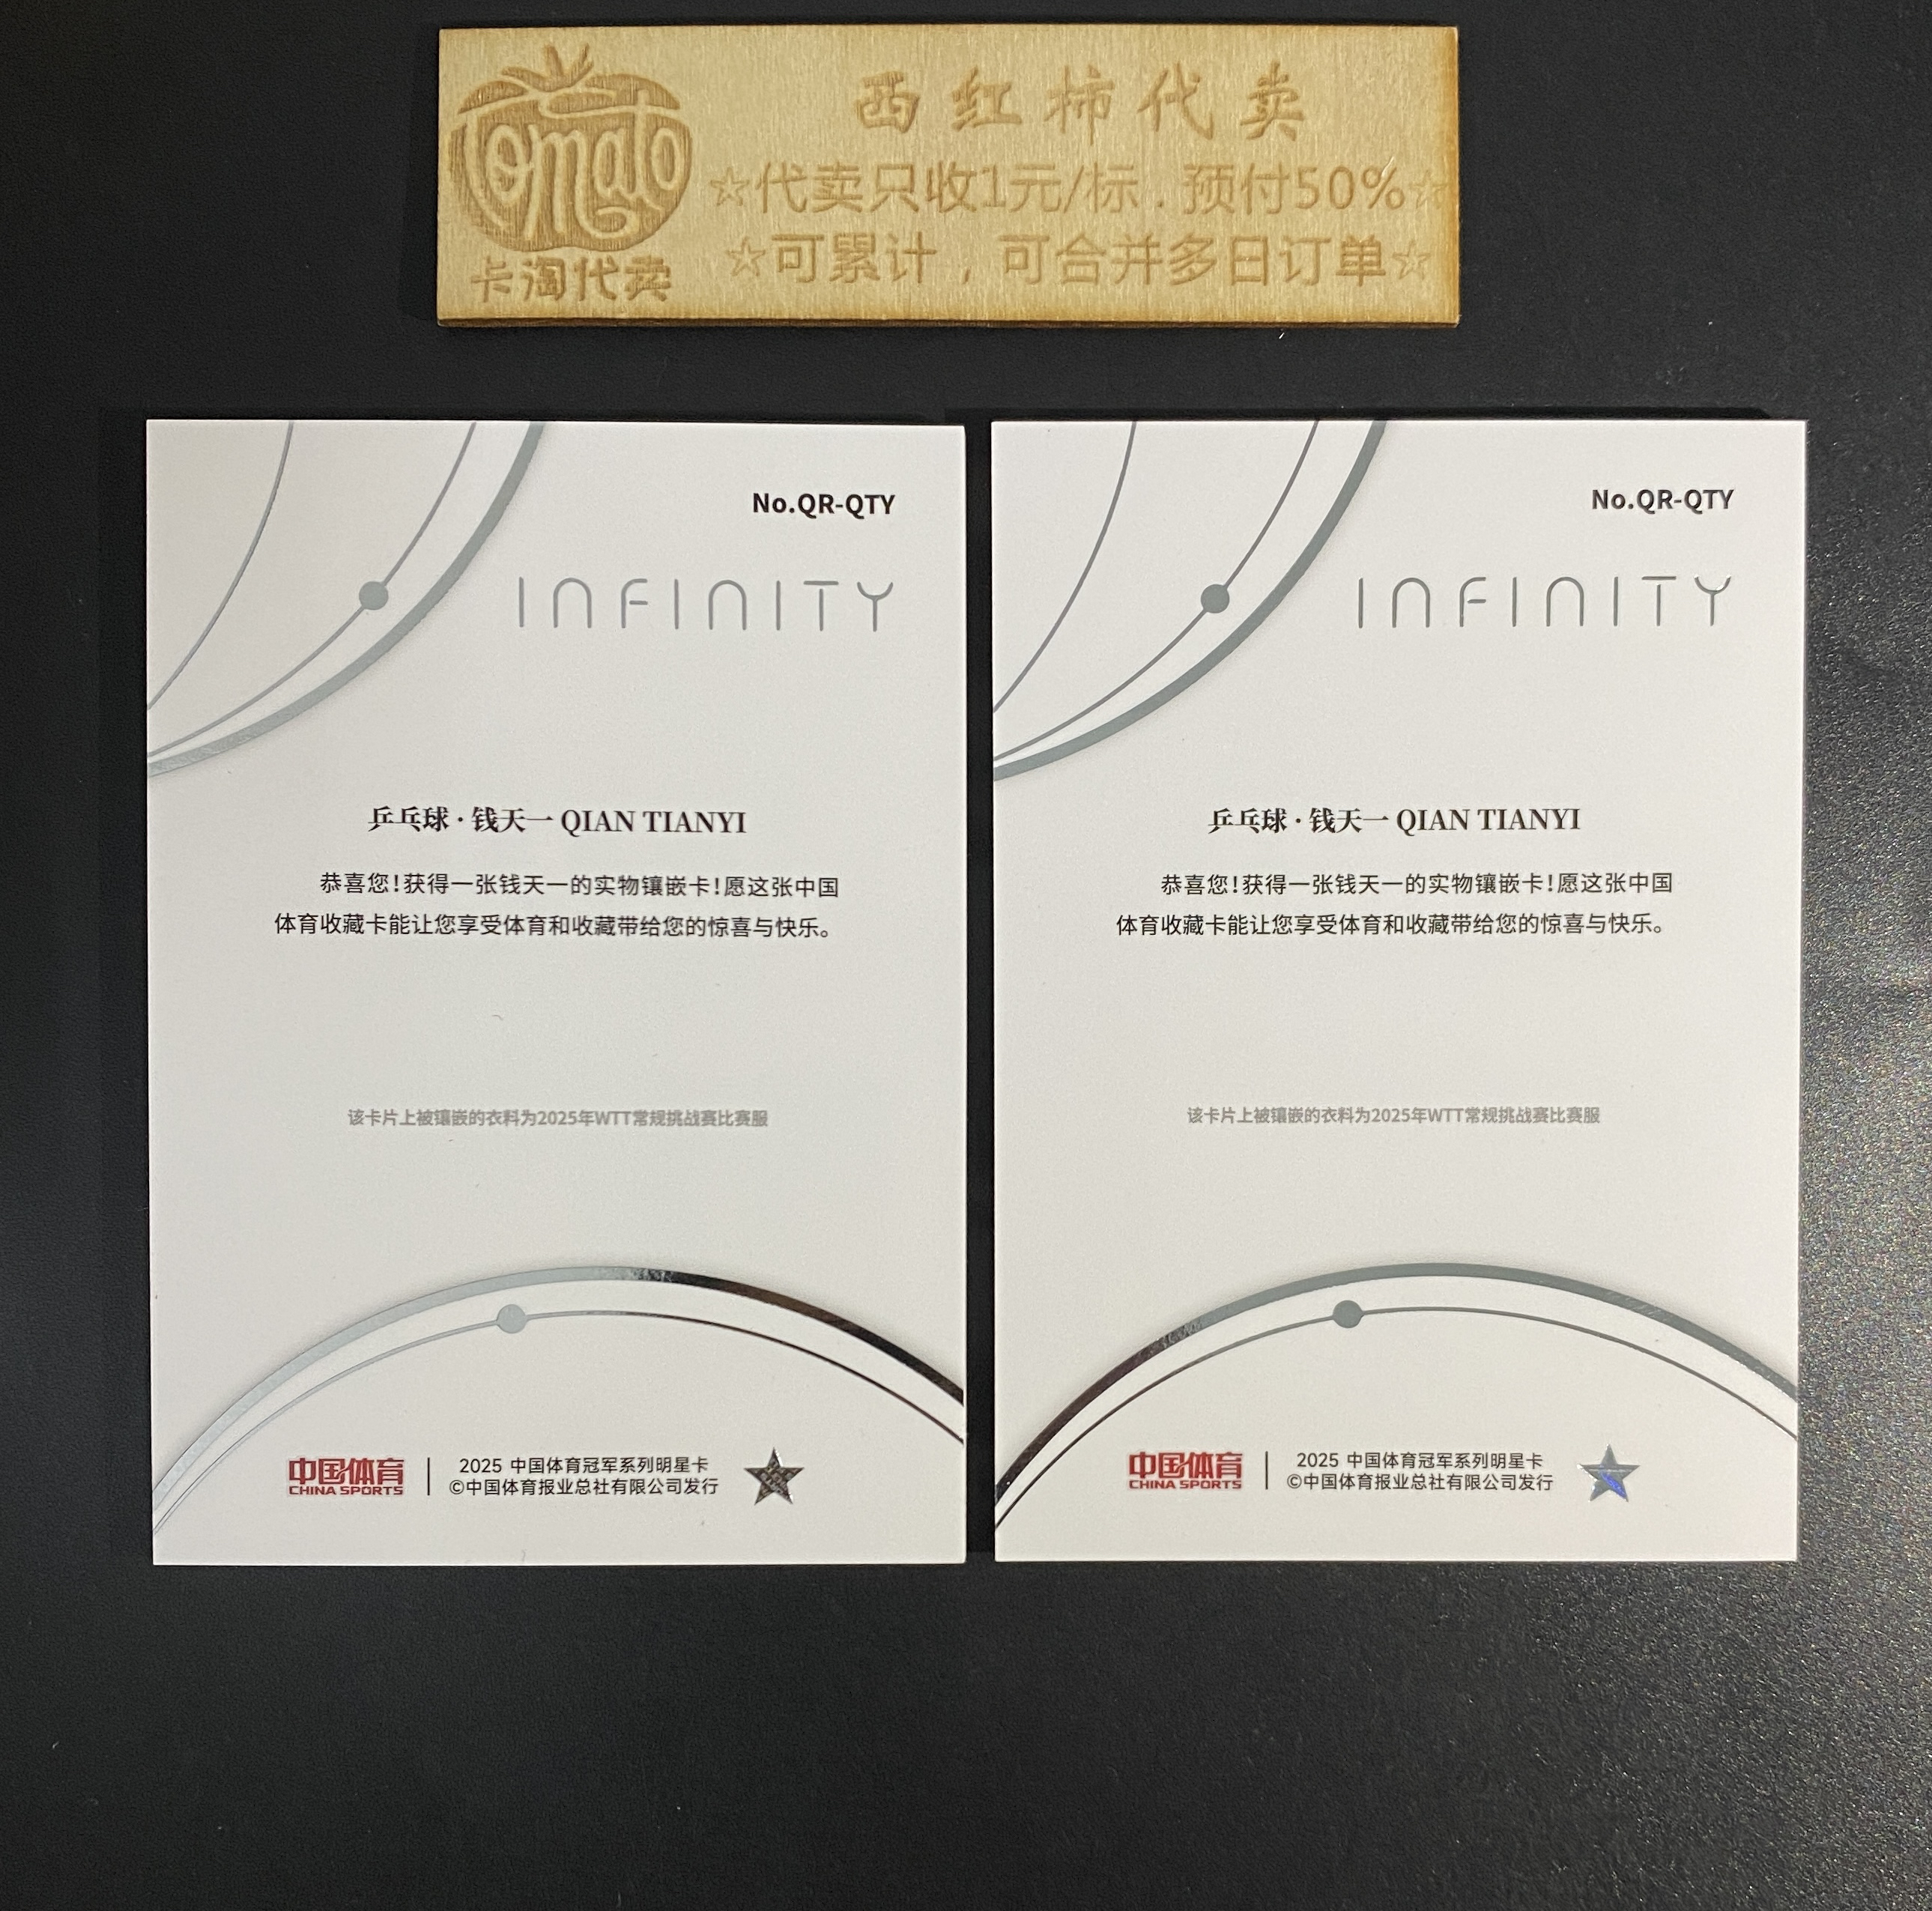 Tomato
卡淘代卖
西红柿代卖
☆代卖只收1元/标．预付50%☆
☆可累计，可合并多日订单☆
No.QR-QTY
INFINITY
乒乓球·钱天一 QIAN TIANYI
恭喜您！获得一张钱天一的实物镶嵌卡！愿这张中国
体育收藏卡能让您享受体育和收藏带给您的惊喜与快乐。
该卡片上被镶嵌的衣料为2025年WTT常规挑战赛比赛服
中国体育
CHINA SPORTS
2025 中国体育冠军系列明星卡
©中国体育报业总社有限公司发行
No.QR-QTY
INFINITY
乒乓球·钱天一 QIAN TIANYI
恭喜您！获得一张钱天一的实物镶嵌卡！愿这张中国
体育收藏卡能让您享受体育和收藏带给您的惊喜与快乐。
该卡片上被镶嵌的衣料为2025年WTT常规挑战赛比赛服
中国体育
CHINA SPORTS
2025 中国体育冠军系列明星卡
©中国体育报业总社有限公司发行